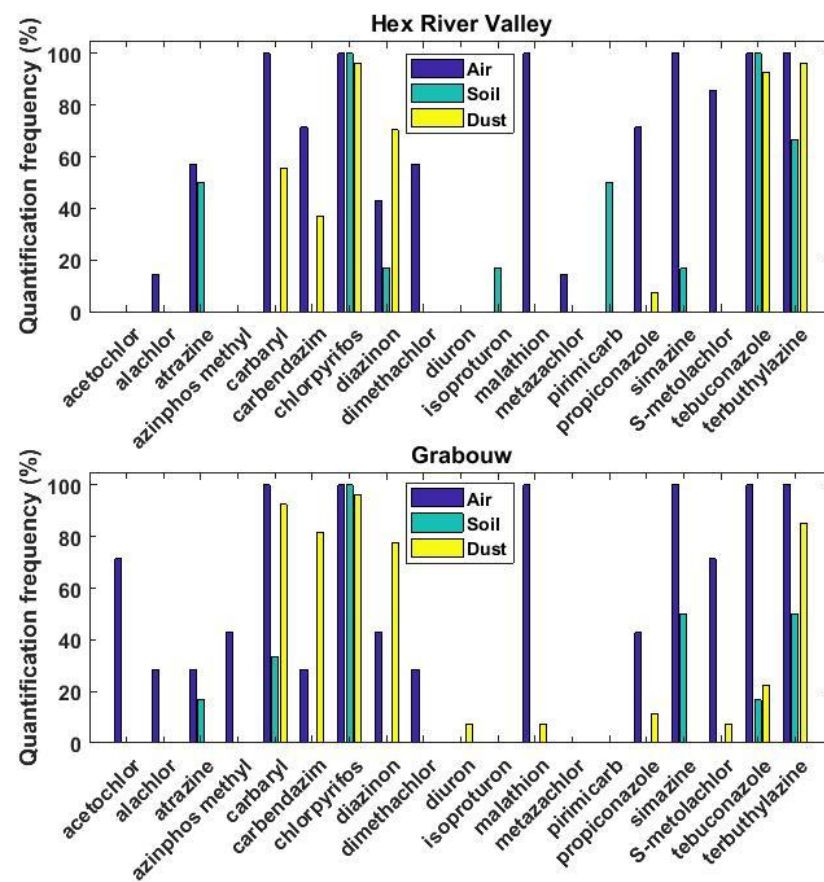 Hex River Valley
Quantification frequency (%)
100
80
60
40
20
0
Air
Soil
Dust
acetochlor
alachlor
atrazine
azinphos methyl
carbaryl
carbendazim
chlorpyrifos
diazinon
dimethachlor
diuron
isoproturon
malathion
metazachlor
pirimicarb
propiconazole
simazine
S-metolachlor
tebuconazole
terbuthylazine
Grabouw
Quantification frequency (%)
100
80
60
40
20
0
Air
Soil
Dust
acetochlor
alachlor
atrazine
azinphos methyl
carbaryl
carbendazim
chlorpyrifos
diazinon
dimethachlor
diuron
isoproturon
malathion
metazachlor
pirimicarb
propiconazole
simazine
S-metolachlor
tebuconazole
terbuthylazine